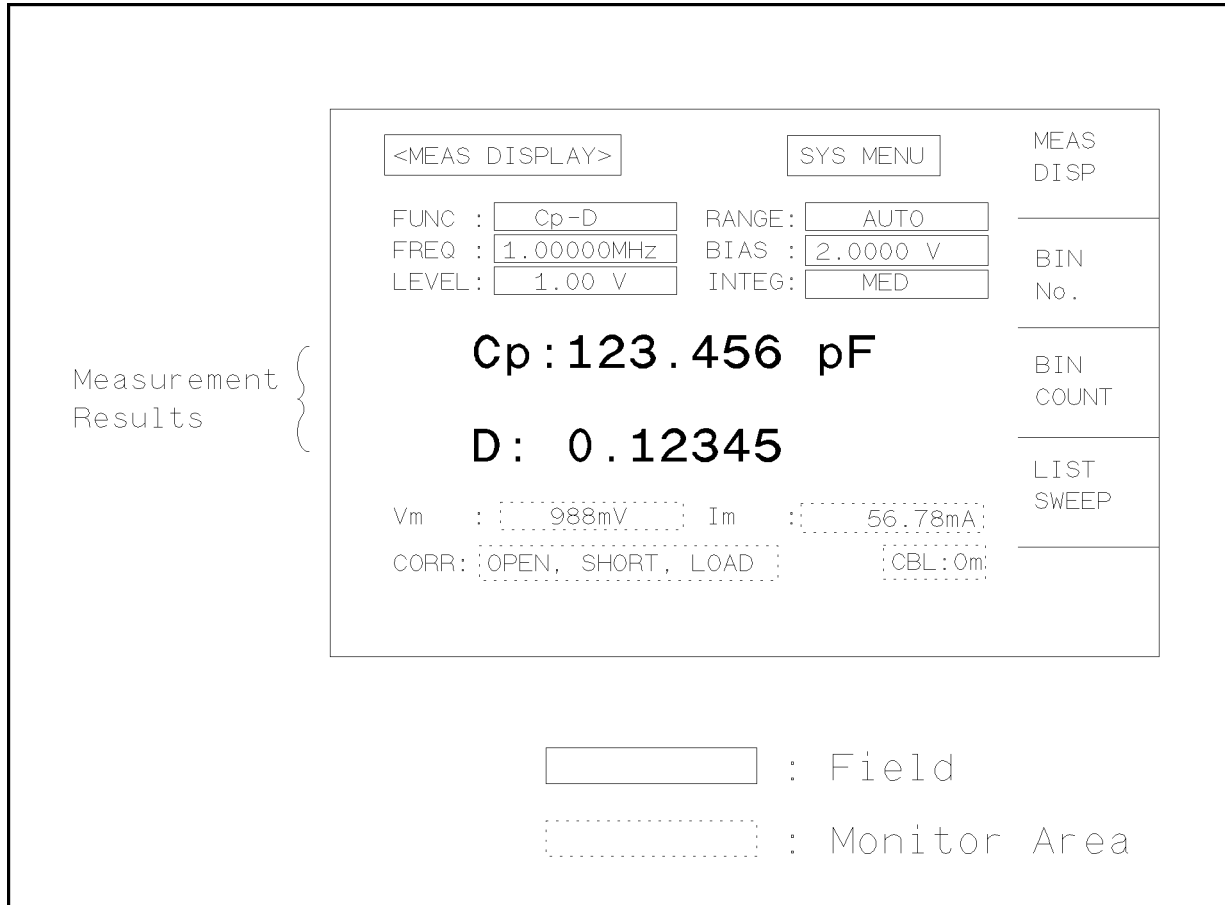 <MEAS DISPLAY> SYS MENU
FUNC : Cp-D RANGE: AUTO
FREQ : 1.00000MHz BIAS : 2.0000 V
LEVEL: 1.00 V INTEG: MED
Measurement
Results
Cp:123.456 pF
D: 0.12345
Vm : 988mV Im : 56.78mA
CORR: OPEN, SHORT, LOAD CBL:0m
MEAS
DISP
BIN
No.
BIN
COUNT
LIST
SWEEP
: Field
: Monitor Area